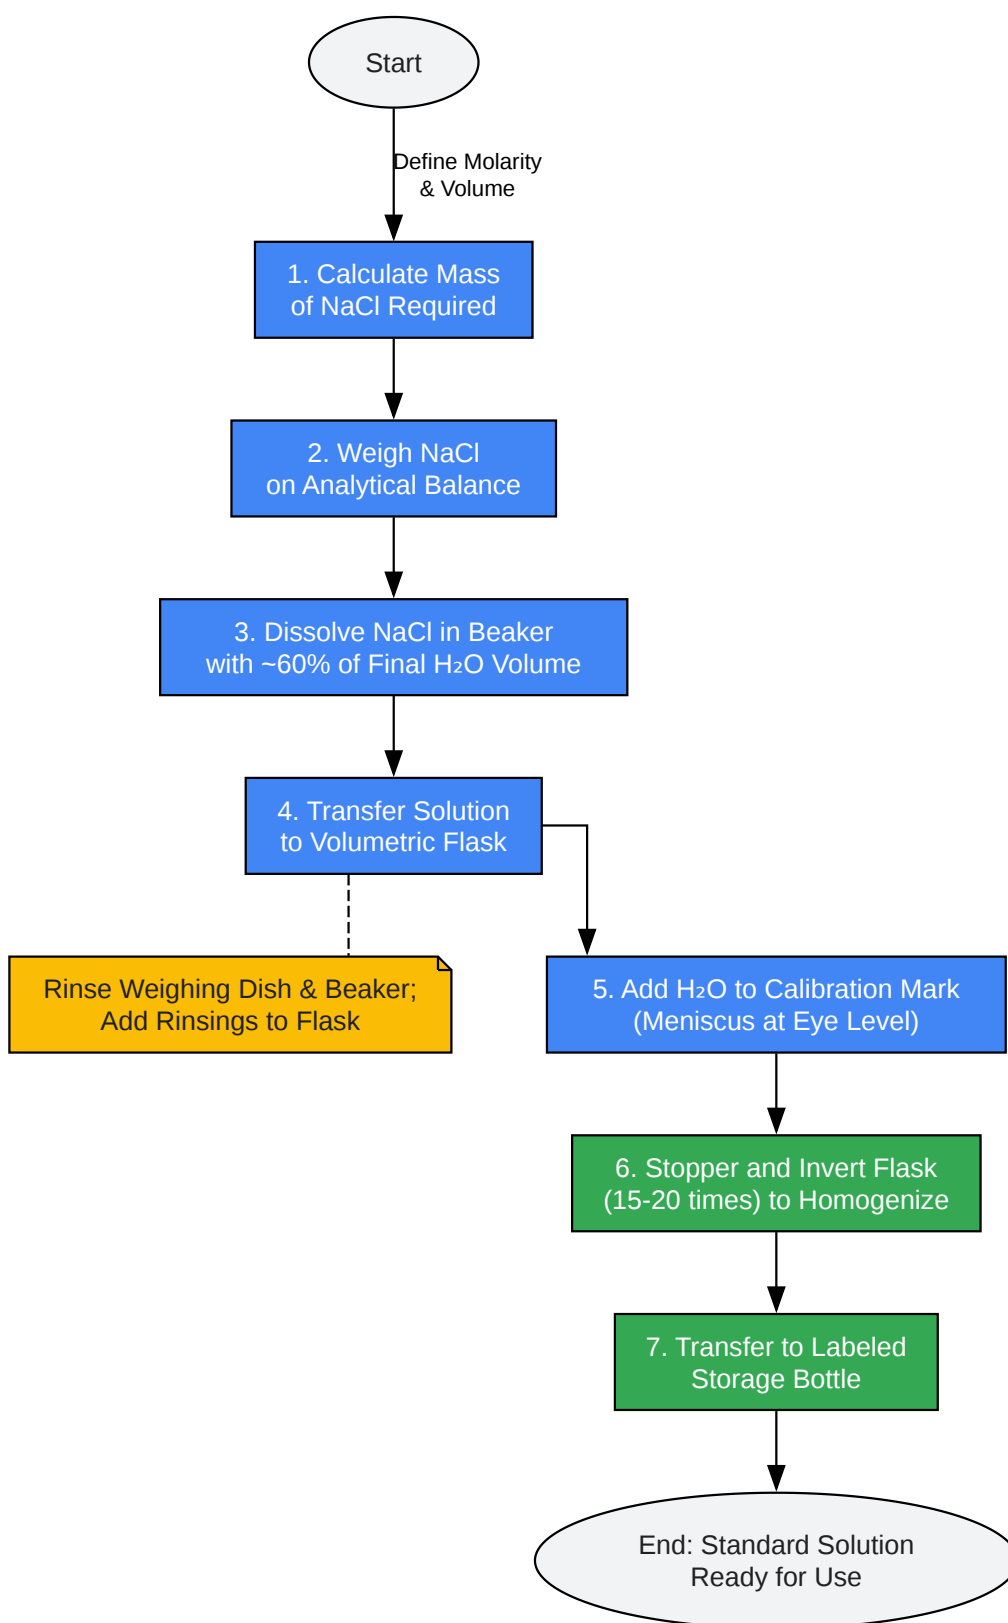 Start
Define Molarity
& Volume
1. Calculate Mass
of NaCl Required
2. Weigh NaCl
on Analytical Balance
3. Dissolve NaCl in Beaker
with ~60% of Final H₂O Volume
4. Transfer Solution
to Volumetric Flask
Rinse Weighing Dish & Beaker;
Add Rinsings to Flask
5. Add H₂O to Calibration Mark
(Meniscus at Eye Level)
6. Stopper and Invert Flask
(15-20 times) to Homogenize
7. Transfer to Labeled
Storage Bottle
End: Standard Solution
Ready for Use